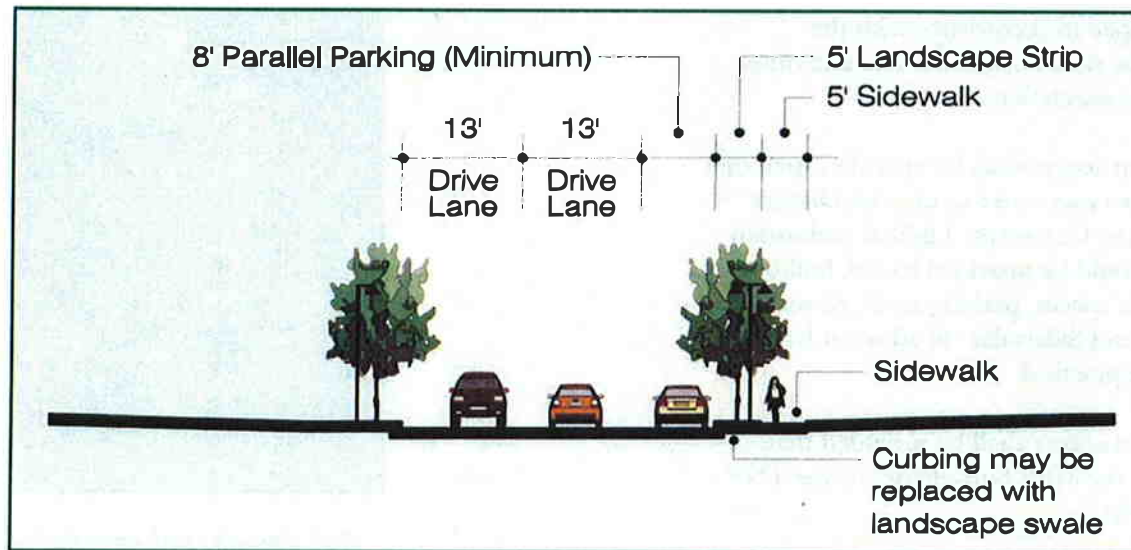 8' Parallel Parking (Minimum)
5' Landscape Strip
5' Sidewalk
13'
13'
Drive
Lane
Drive
Lane
Sidewalk
Curbing may be
replaced with
landscape swale